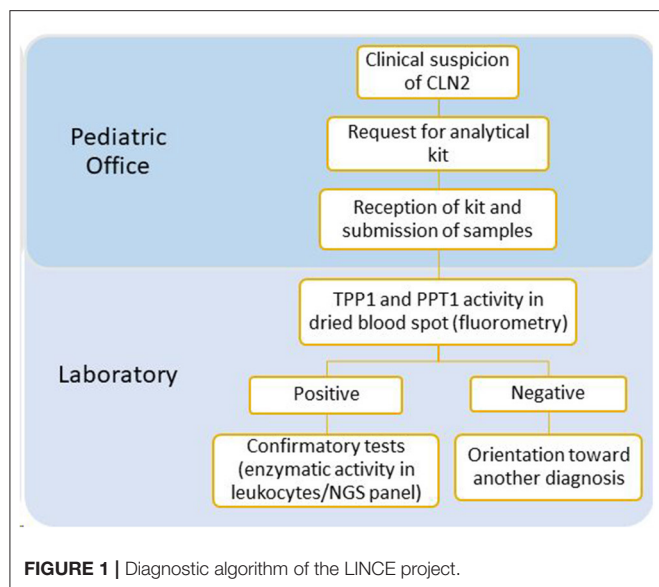 Clinical suspicion
of CLN2
Pediatric
Office
Request for analytical
kit
Reception of kit and
submission of samples
TPP1 and PPT1 activity in
dried blood spot (fluorometry)
Laboratory
Positive
Negative
Confirmatory tests
(enzymatic activity in
leukocytes/NGS panel)
Orientation toward
another diagnosis
FIGURE 1 | Diagnostic algorithm of the LINCE project.